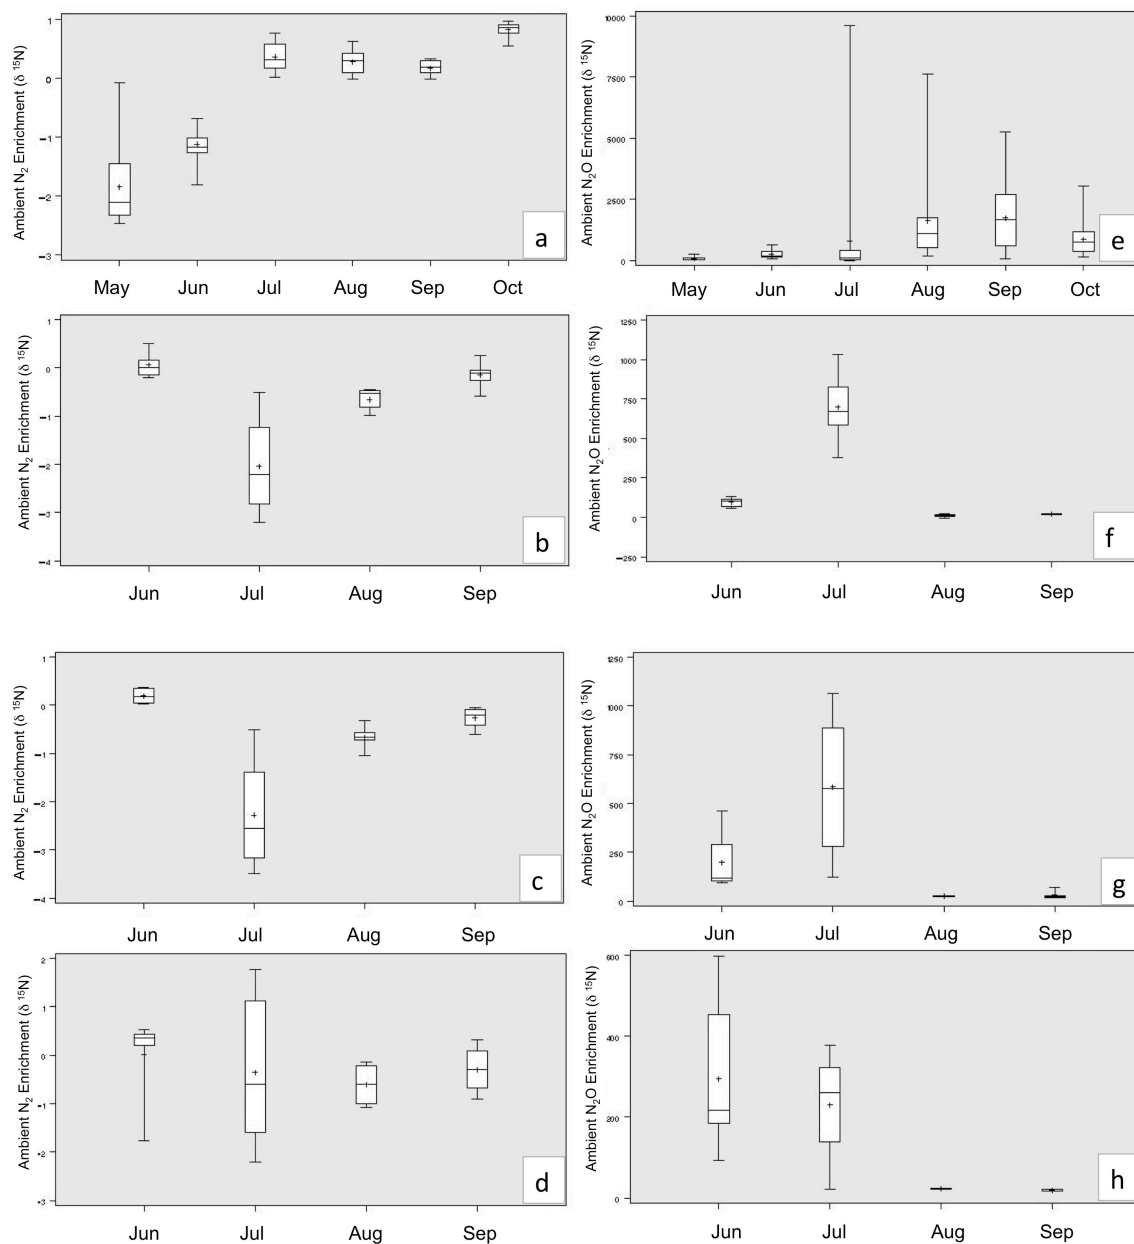 Ambient N₂ Enrichment (δ ¹⁵N)
1
0
−1
−2
−3
a
May Jun Jul Aug Sep Oct
Ambient N₂O Enrichment (δ ¹⁵N)
10000
7500
5000
2500
0
e
May Jun Jul Aug Sep Oct
Ambient N₂ Enrichment (δ ¹⁵N)
1
0
−1
−2
−3
−4
b
Jun Jul Aug Sep
Ambient N₂O Enrichment (δ ¹⁵N)
1250
1000
750
500
250
0
−250
f
Jun Jul Aug Sep
Ambient N₂ Enrichment (δ ¹⁵N)
1
0
−1
−2
−3
−4
c
Jun Jul Aug Sep
Ambient N₂O Enrichment (δ ¹⁵N)
1250
1000
750
500
250
0
g
Jun Jul Aug Sep
Ambient N₂ Enrichment (δ ¹⁵N)
2
1
0
−1
−2
−3
d
Jun Jul Aug Sep
Ambient N₂O Enrichment (δ ¹⁵N)
600
400
200
0
h
Jun Jul Aug Sep